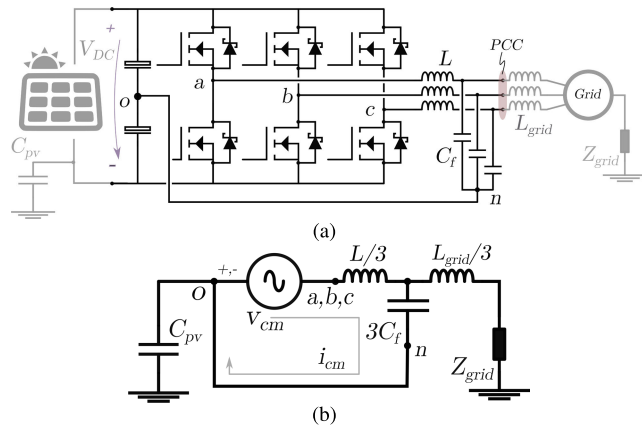 +
V_DC
-
o
C_pv
a
b
c
L
PCC
L_grid
Grid
Z_grid
C_f
n
(a)
o
+,-
v_cm
a,b,c
L/3
L_grid/3
C_pv
3C_f
n
i_cm
Z_grid
(b)